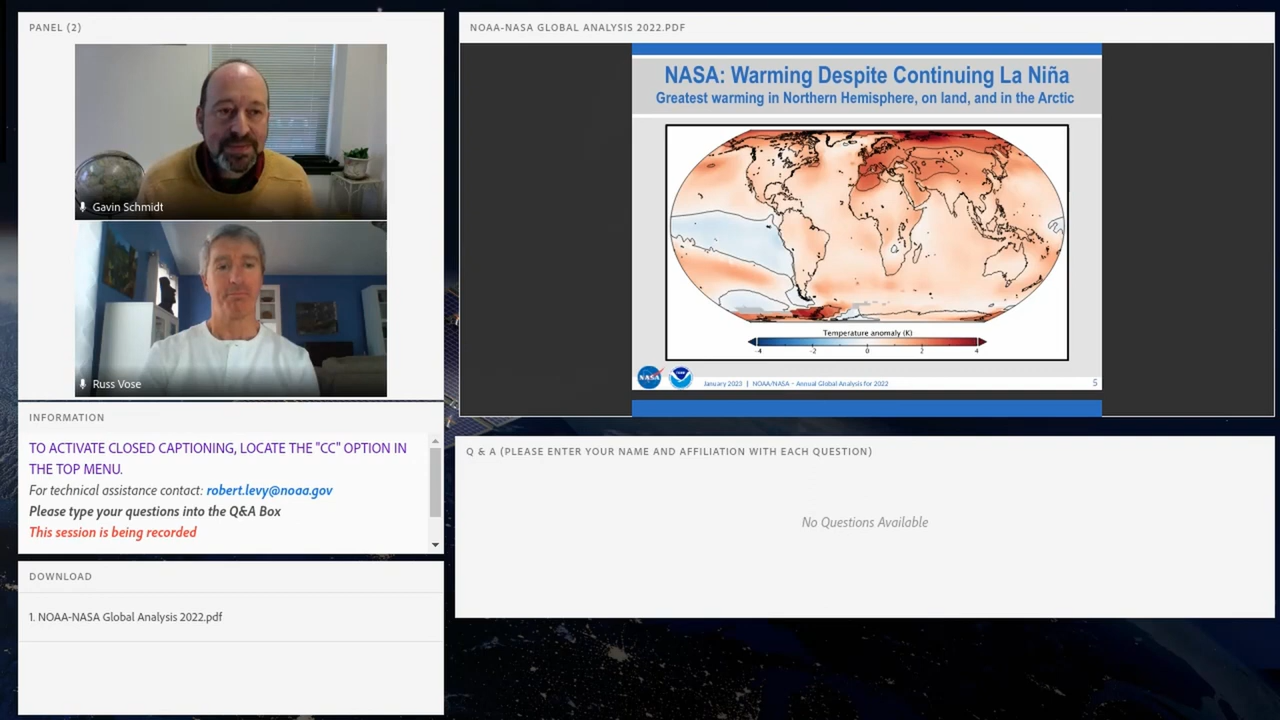 PANEL (2)
Gavin Schmidt
Russ Vose
INFORMATION
TO ACTIVATE CLOSED CAPTIONING, LOCATE THE "CC" OPTION IN
THE TOP MENU.
For technical assistance contact: robert.levy@noaa.gov
Please type your questions into the Q&A Box
This session is being recorded
DOWNLOAD
1. NOAA-NASA Global Analysis 2022.pdf
NOAA-NASA GLOBAL ANALYSIS 2022.PDF
NASA: Warming Despite Continuing La Niña
Greatest warming in Northern Hemisphere, on land, and in the Arctic
Temperature anomaly (K)
-4 -2 0 2 4
NASA
January 2023 | NOAA/NASA – Annual Global Analysis for 2022
5
Q & A (PLEASE ENTER YOUR NAME AND AFFILIATION WITH EACH QUESTION)
No Questions Available